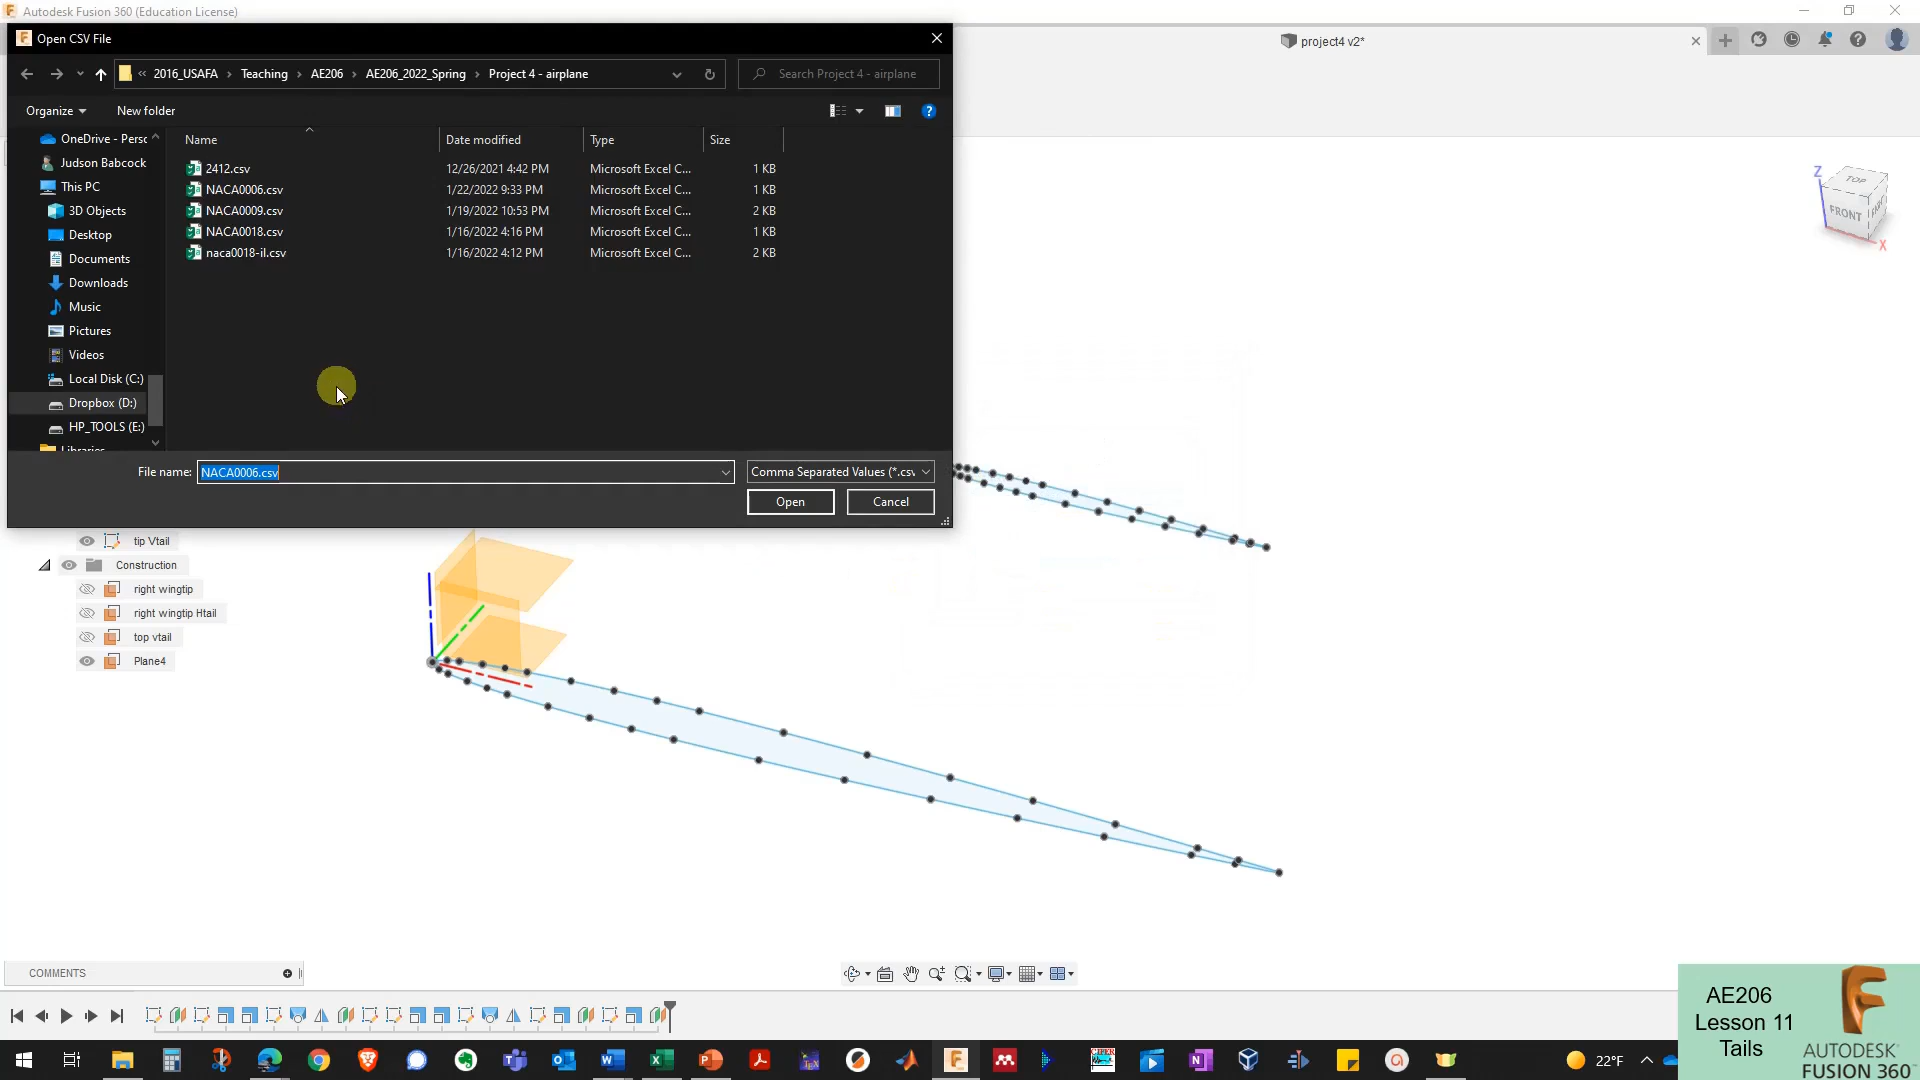 Autodesk Fusion 360 (Education License)
Open CSV File
project4 v2*
« 2016_USAFA > Teaching > AE206 > AE206_2022_Spring > Project 4 - airplane
Search Project 4 - airplane
Organize
New folder
Name
Date modified
Type
Size
OneDrive - Perso
Judson Babcock
This PC
3D Objects
Desktop
Documents
Downloads
Music
Pictures
Videos
Local Disk (C:)
Dropbox (D:)
HP_TOOLS (E:)
Libraries
2412.csv 12/26/2021 4:42 PM Microsoft Excel C... 1 KB
NACA0006.csv 1/22/2022 9:33 PM Microsoft Excel C... 1 KB
NACA0009.csv 1/19/2022 10:53 PM Microsoft Excel C... 2 KB
NACA0018.csv 1/16/2022 4:16 PM Microsoft Excel C... 1 KB
naca0018-il.csv 1/16/2022 4:12 PM Microsoft Excel C... 2 KB
File name: NACA0006.csv
Comma Separated Values (*.csv
Open
Cancel
Z
TOP
FRONT
X
tip Vtail
Construction
right wingtip
right wingtip Htail
top vtail
Plane4
COMMENTS
AE206
Lesson 11
Tails
AUTODESK
FUSION 360
22°F